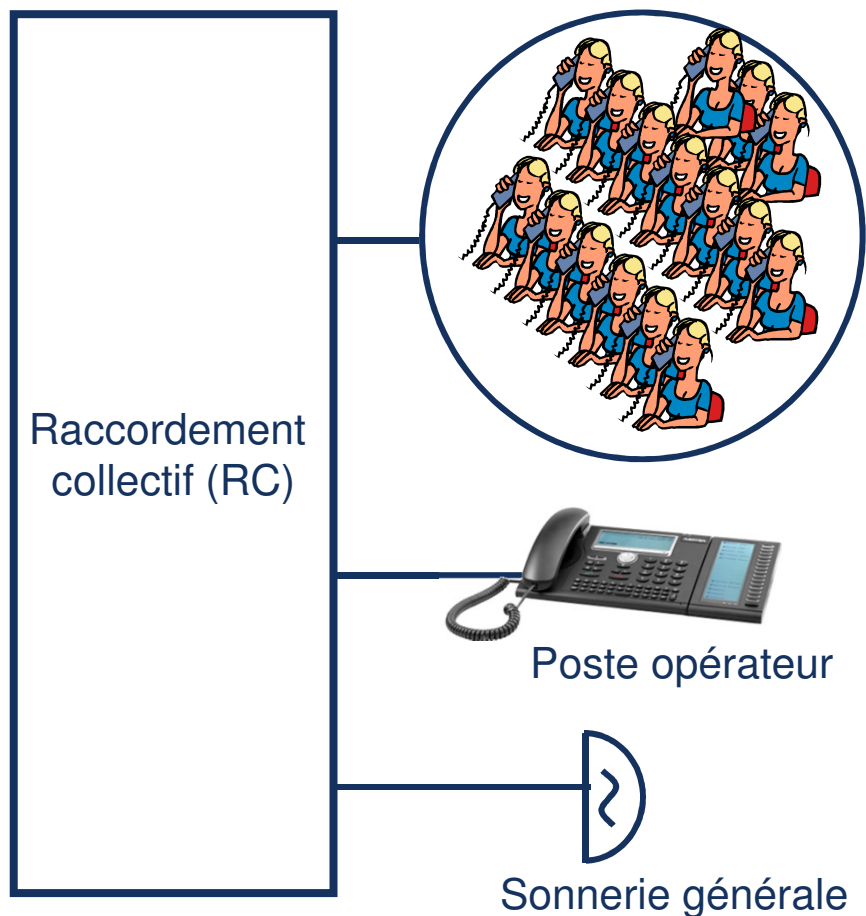 Raccordement
collectif (RC)
Poste opérateur
Sonnerie générale